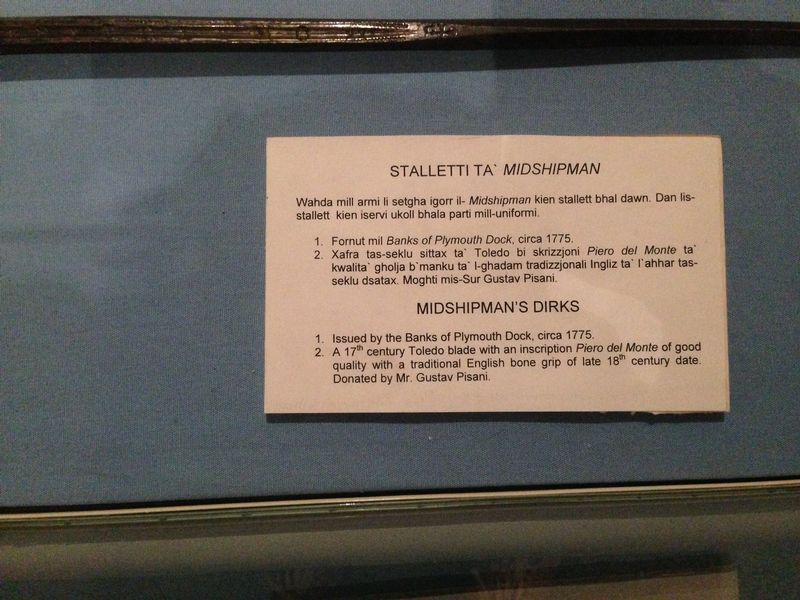 STALLETTI TA` MIDSHIPMAN
Wahda mill armi li setgha igorr il- Midshipman kien stallett bhal dawn. Dan lis-
stallett kien iservi ukoll bhala parti mill-uniformi.
1. Fornut mil Banks of Plymouth Dock, circa 1775.
2. Xafra tas-seklu sittax ta` Toledo bi skrizzjoni Piero del Monte ta`
kwalita` gholja b`manku ta` l-ghadam tradizzjonali Ingliz ta` l`ahhar tas-
seklu dsatax. Moghti mis-Sur Gustav Pisani.
MIDSHIPMAN'S DIRKS
1. Issued by the Banks of Plymouth Dock, circa 1775.
2. A 17th century Toledo blade with an inscription Piero del Monte of good
quality with a traditional English bone grip of late 18th century date.
Donated by Mr. Gustav Pisani.